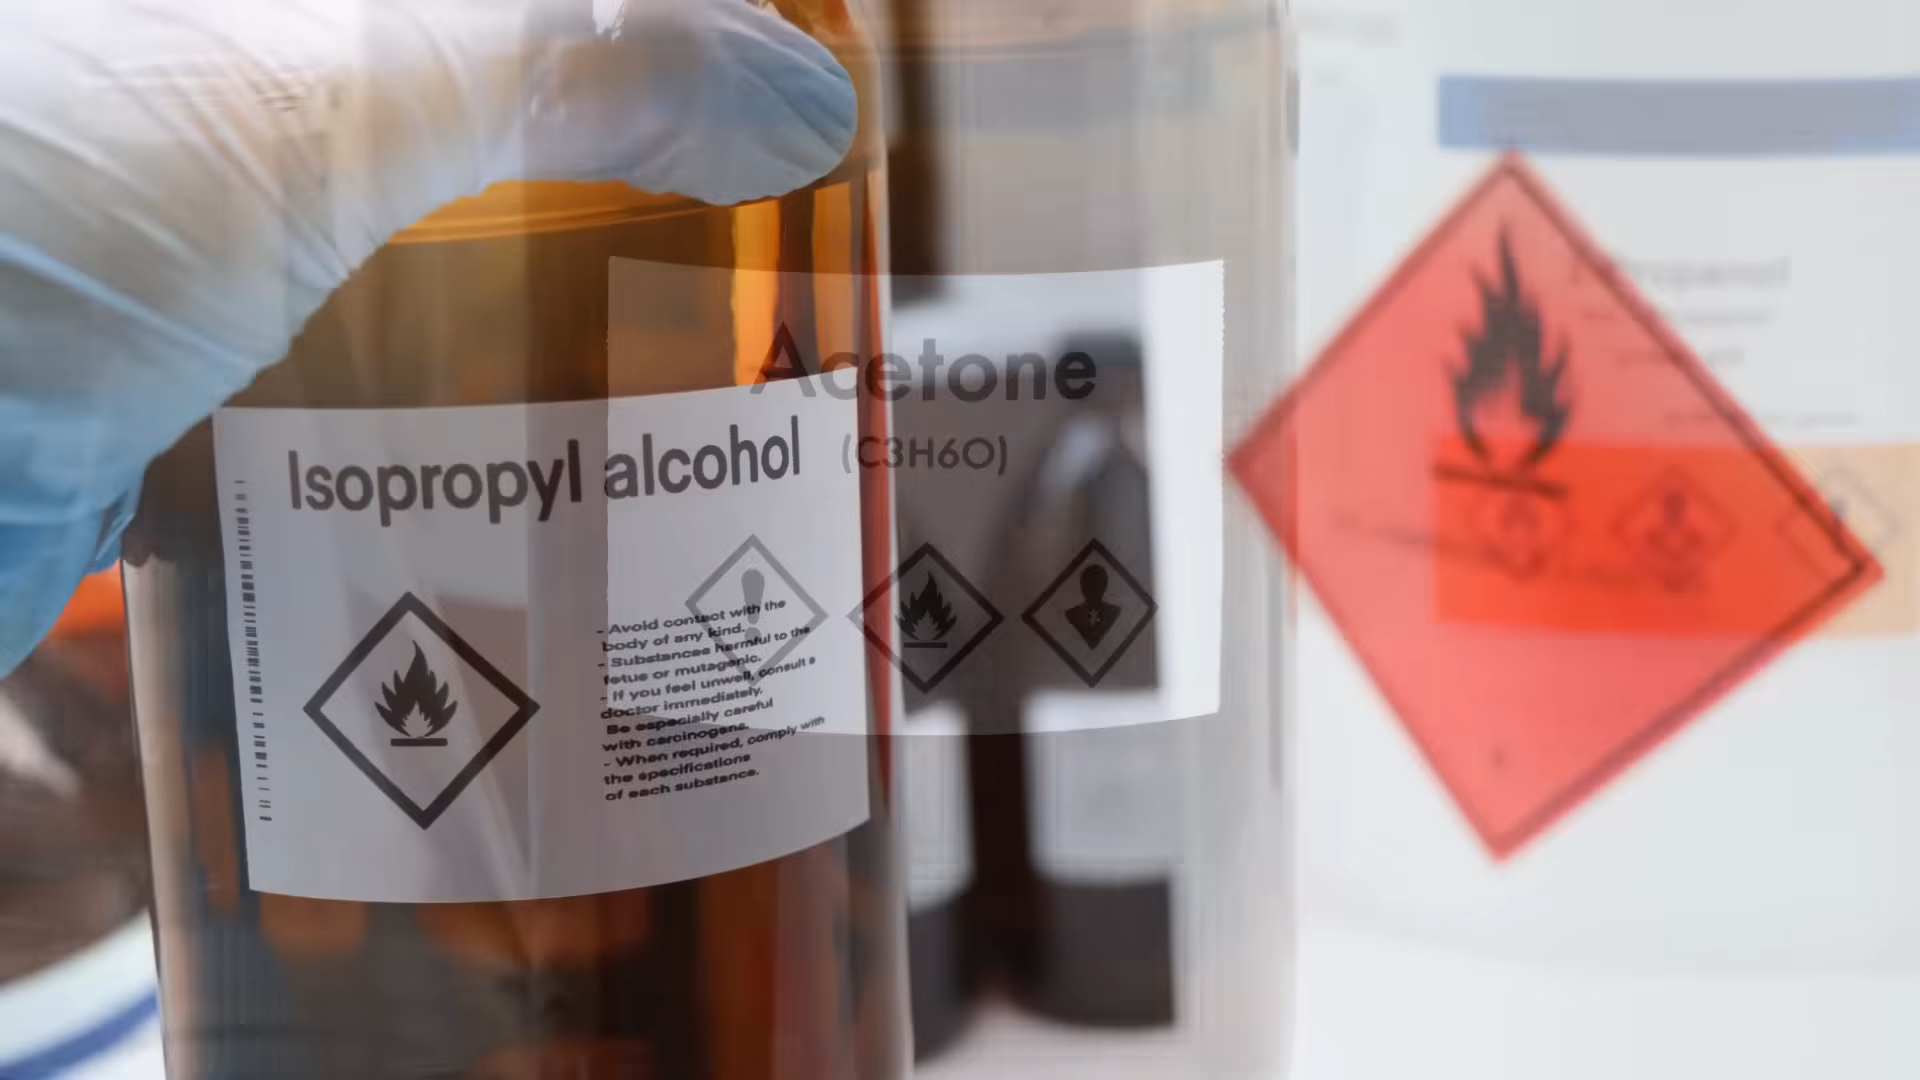 Acetone
(C3H6O)
Isopropyl alcohol
- Avoid contact with the
body of any kind.
- Substances harmful to the
fetus or mutagenic.
- If you feel unwell, consult a
doctor immediately.
Be especially careful
with carcinogens.
- When required, comply with
the specifications
of each substance.
Propanol